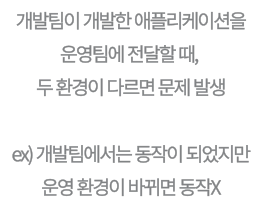 개발팀이 개발한 애플리케이션을
운영팀에 전달할 때,
두 환경이 다르면 문제 발생
ex) 개발팀에서는 동작이 되었지만
운영 환경이 바뀌면 동작X